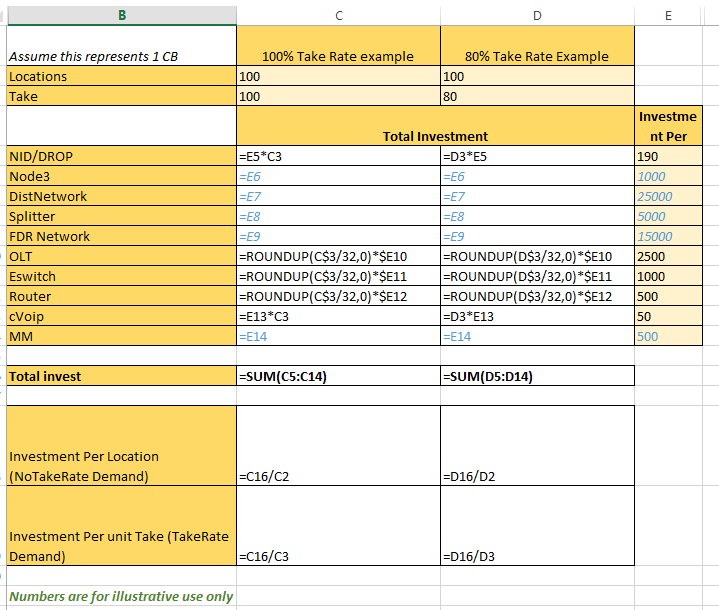 B C D E
Assume this represents 1 CB 100% Take Rate example 80% Take Rate Example
Locations 100 100
Take 100 80
Total Investment Investme
nt Per
NID/DROP =E5*C3 =D3*E5 190
Node3 =E6 =E6 1000
DistNetwork =E7 =E7 25000
Splitter =E8 =E8 5000
FDR Network =E9 =E9 15000
OLT =ROUNDUP(C$3/32,0)*$E10 =ROUNDUP(D$3/32,0)*$E10 2500
Eswitch =ROUNDUP(C$3/32,0)*$E11 =ROUNDUP(D$3/32,0)*$E11 1000
Router =ROUNDUP(C$3/32,0)*$E12 =ROUNDUP(D$3/32,0)*$E12 500
cVoip =E13*C3 =D3*E13 50
MM =E14 =E14 500
Total invest =SUM(C5:C14) =SUM(D5:D14)
Investment Per Location
(NoTakeRate Demand) =C16/C2 =D16/D2
Investment Per unit Take (TakeRate
Demand) =C16/C3 =D16/D3
Numbers are for illustrative use only